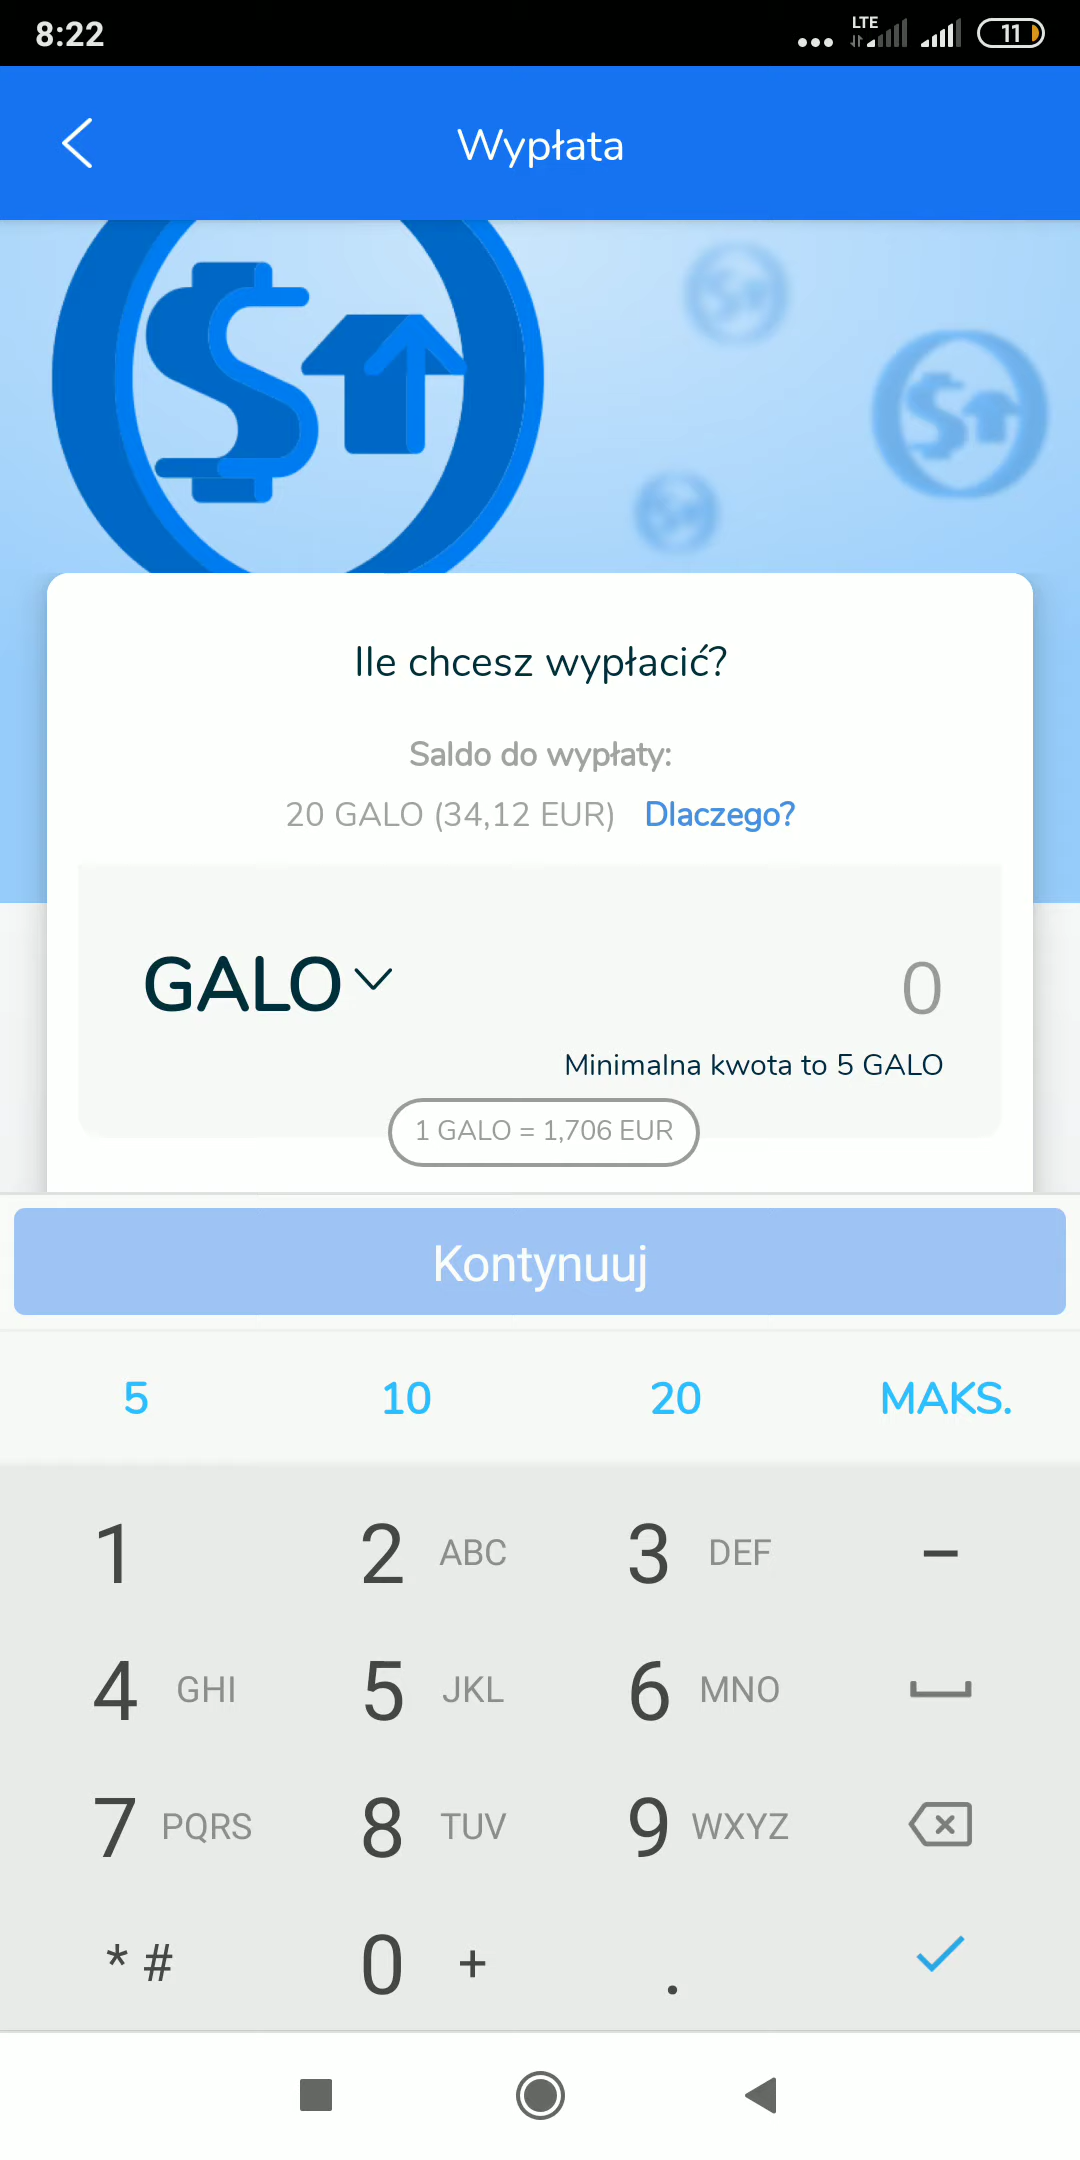 8:22
LTE
11
Wypłata
Ile chcesz wypłacić?
Saldo do wypłaty:
20 GALO (34,12 EUR) Dlaczego?
GALO 0
Minimalna kwota to 5 GALO
1 GALO = 1,706 EUR
Kontynuuj
5 10 20 MAKS.
1 2 ABC 3 DEF –
4 GHI 5 JKL 6 MNO
7 PQRS 8 TUV 9 WXYZ
* # 0 + .